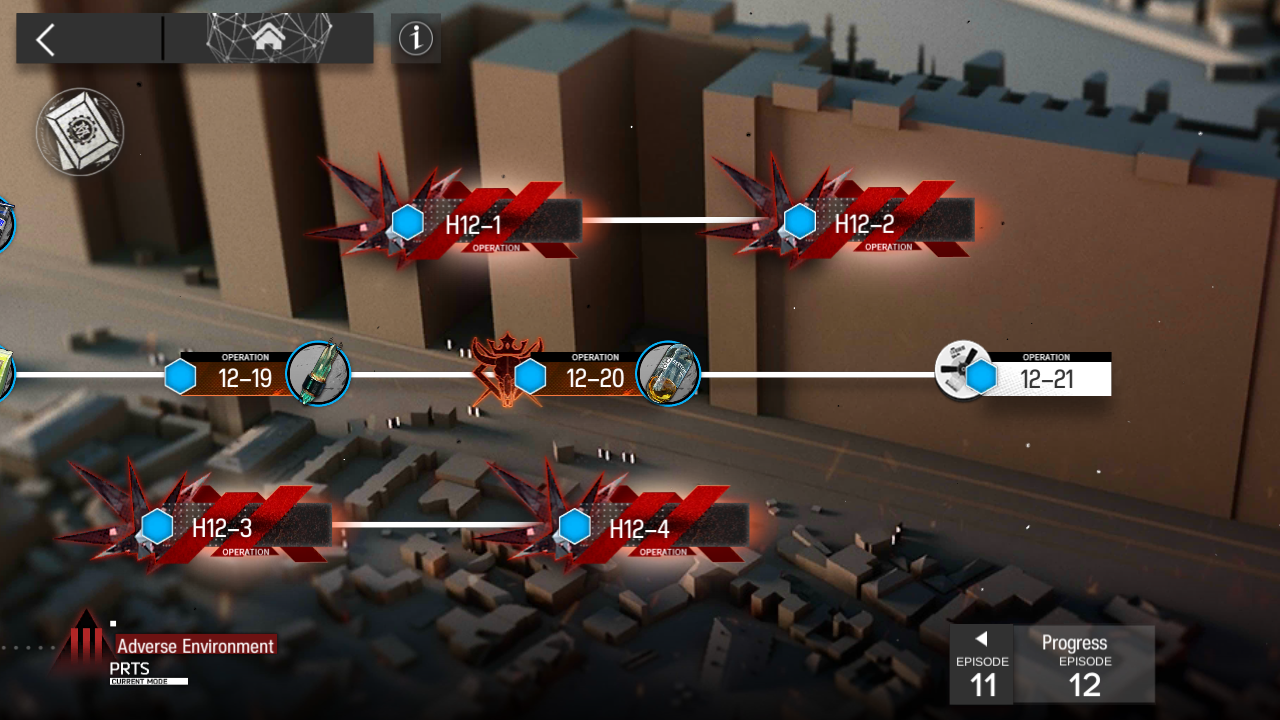 H12-1
OPERATION
H12-2
OPERATION
OPERATION
12-19
OPERATION
12-20
OPERATION
12-21
H12-3
OPERATION
H12-4
OPERATION
Adverse Environment
PRTS
CURRENT MODE
EPISODE
11
Progress
EPISODE
12